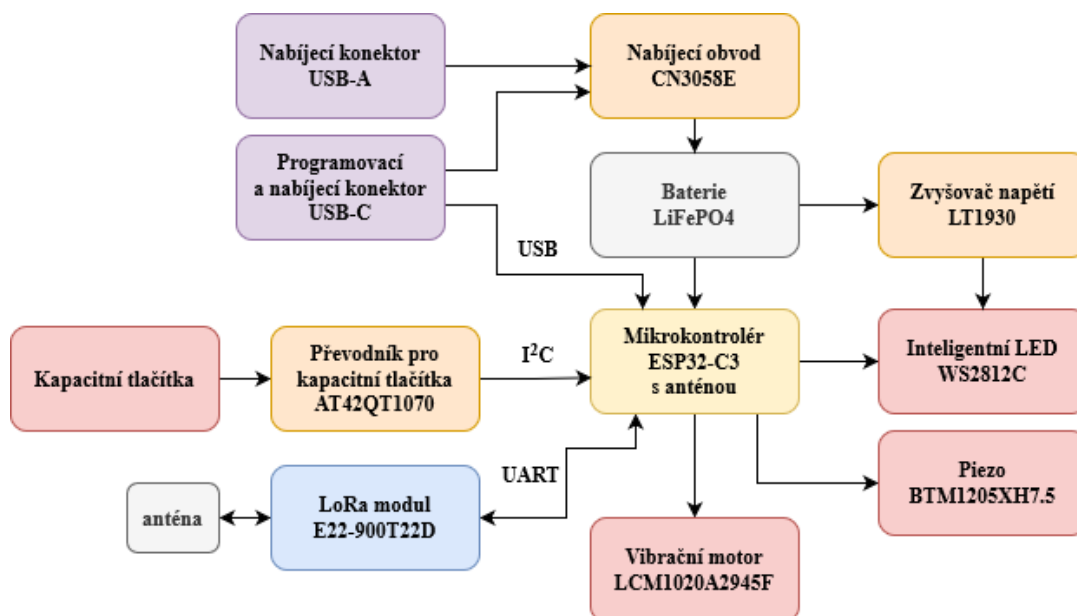 Nabíjecí konektor
USB-A
Nabíjecí obvod
CN3058E
Programovací
a nabíjecí konektor
USB-C
Baterie
LiFePO4
Zvyšovač napětí
LT1930
USB
Kapacitní tlačítka
Převodník pro
kapacitní tlačítka
AT42QT1070
I²C
Mikrokontrolér
ESP32-C3
s anténou
Inteligentní LED
WS2812C
UART
anténa
LoRa modul
E22-900T22D
Piezo
BTM1205XH7.5
Vibrační motor
LCM1020A2945F